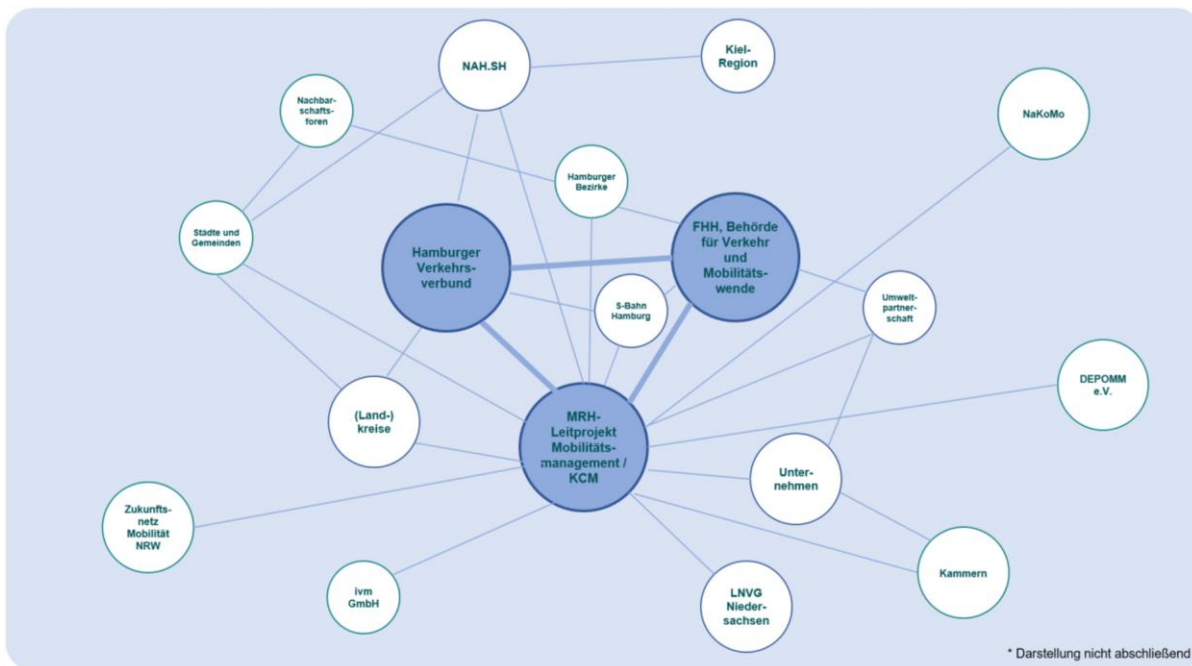 NAH.SH
Kiel-
Region
Nachbar-
schafts-
foren
NaKoMo
Hamburger
Bezirke
Städte und
Gemeinden
Hamburger
Verkehrs-
verbund
FHH, Behörde
für Verkehr
und
Mobilitäts-
wende
S-Bahn
Hamburg
Umwelt-
partner-
schaft
DEPOMM
e.V.
(Land-)
kreise
MRH-
Leitprojekt
Mobilitäts-
management /
KCM
Unter-
nehmen
Zukunfts-
netz
Mobilität
NRW
ivm
GmbH
LNVG
Nieder-
sachsen
Kammern
* Darstellung nicht abschließend